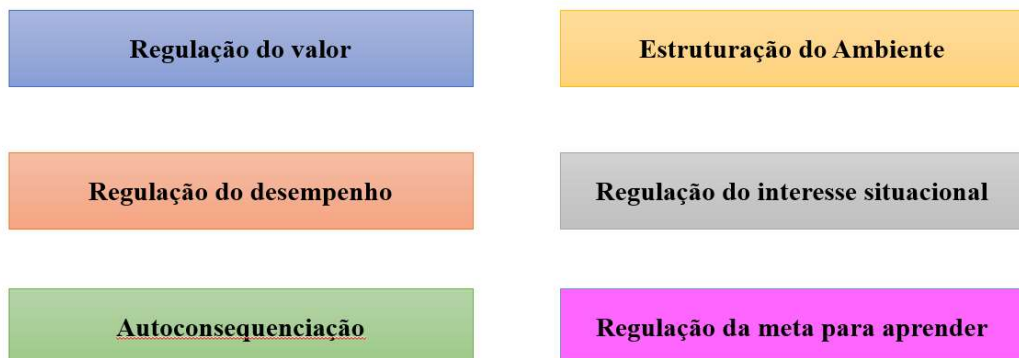 Regulação do valor
Estruturação do Ambiente
Regulação do desempenho
Regulação do interesse situacional
Autoconsequenciação
Regulação da meta para aprender